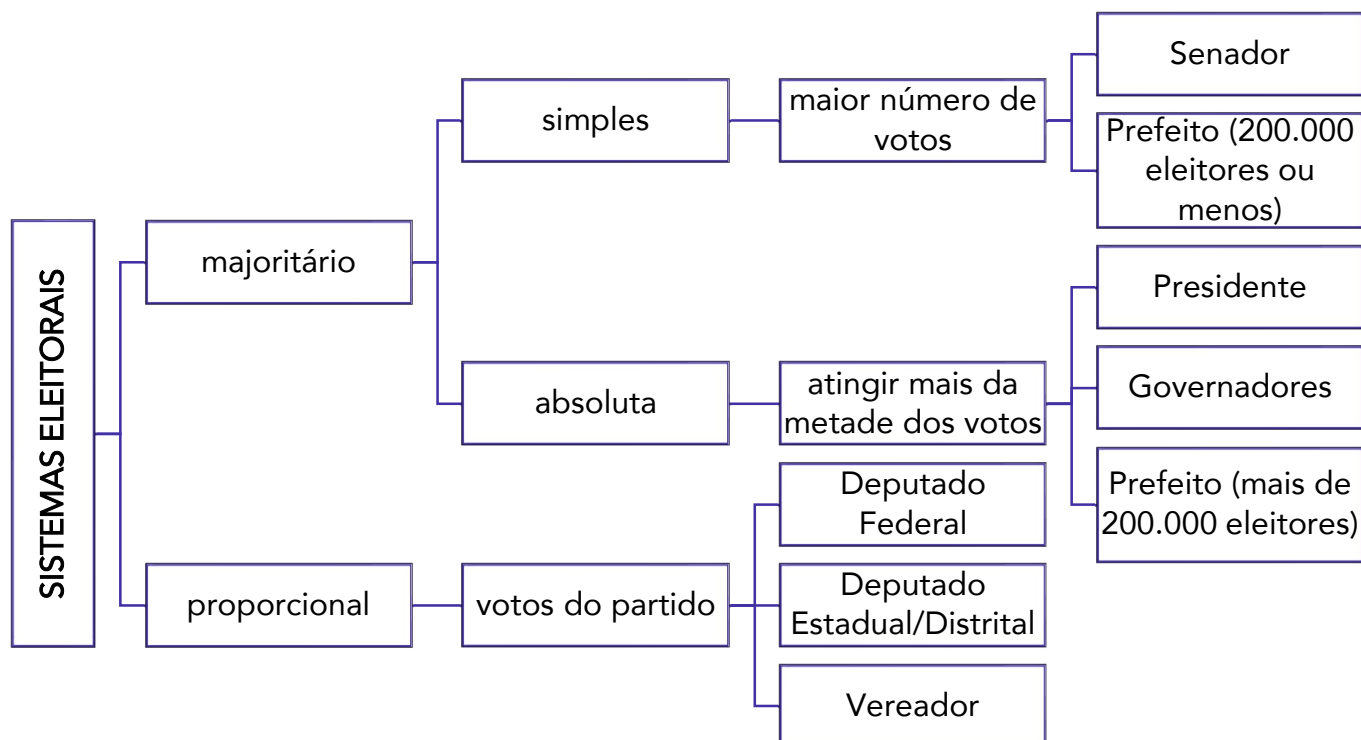 SISTEMAS ELEITORAIS
majoritário
simples
maior número de
votos
Senador
Prefeito (200.000
eleitores ou
menos)
absoluta
atingir mais da
metade dos votos
Presidente
Governadores
Prefeito (mais de
200.000 eleitores)
proporcional
votos do partido
Deputado
Federal
Deputado
Estadual/Distrital
Vereador